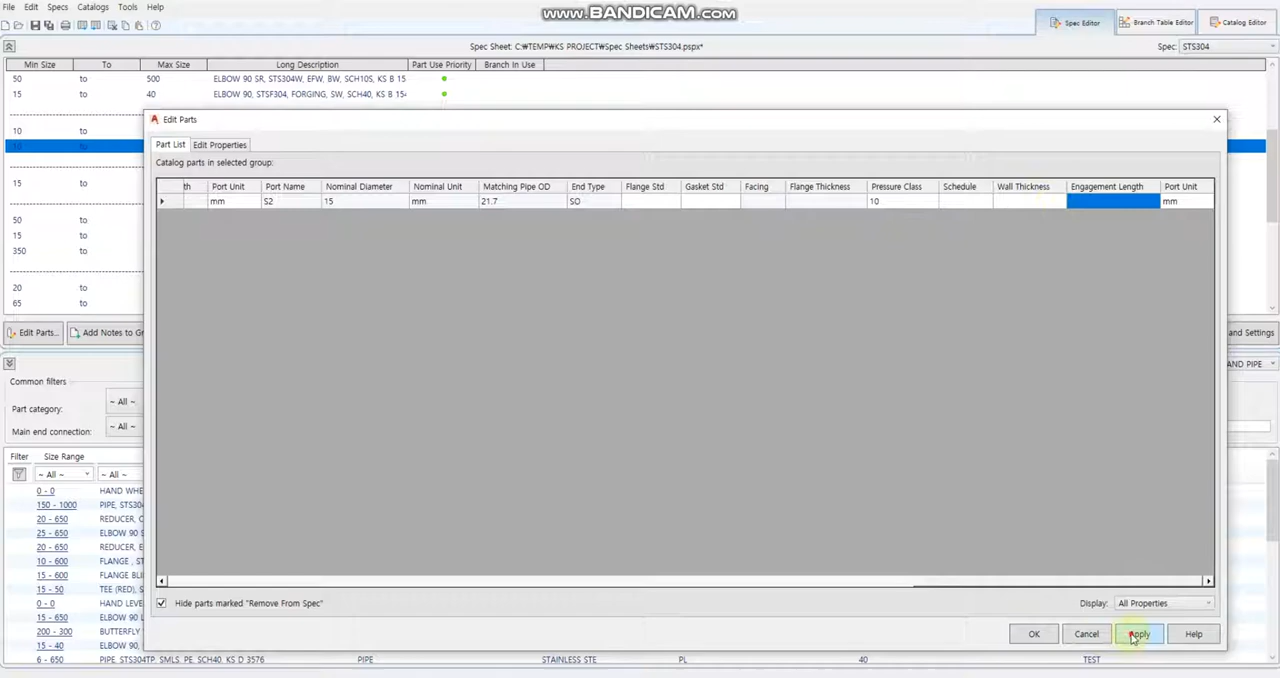 www.BANDICAM.com
File Edit Specs Catalogs Tools Help
Spec Editor Branch Table Editor Catalog Editor
Spec Sheet: C:₩TEMP₩KS PROJECT₩Spec Sheets₩STS304.pspx* Spec: STS304
Min Size To Max Size Long Description Part Use Priority Branch In Use
50 to 500 ELBOW 90 SR, STS304W, EFW, BW, SCH10S, KS B 15
15 to 40 ELBOW 90, STSF304, FORGING, SW, SCH40, KS B 154
10 to
10 to
15 to
50 to
15 to
350 to
20 to
65 to
Edit Parts... Add Notes to Gr
and Settings
Common filters
AND PIPE
Part category: ~ All ~
Main end connection: ~ All ~
Filter Size Range
~ All ~ ~ All ~
0 - 0 HAND WHE
150 - 1000 PIPE, STS304
20 - 650 REDUCER, C
25 - 650 ELBOW 90 S
20 - 650 REDUCER, E
10 - 600 FLANGE , ST
15 - 600 FLANGE BLI
15 - 50 TEE (RED), S
0 - 0 HAND LEVE
15 - 650 ELBOW 90 L
200 - 300 BUTTERFLY
15 - 40 ELBOW 90,
6 - 650 PIPE, STS304TP, SMLS, PE, SCH40, KS D 3576 PIPE STAINLESS STE PL 40 TEST
Edit Parts
Part List Edit Properties
Catalog parts in selected group:
th Port Unit Port Name Nominal Diameter Nominal Unit Matching Pipe OD End Type Flange Std Gasket Std Facing Flange Thickness Pressure Class Schedule Wall Thickness Engagement Length Port Unit
mm S2 15 mm 21.7 SO 10 mm
Hide parts marked "Remove From Spec"
Display: All Properties
OK Cancel Apply Help